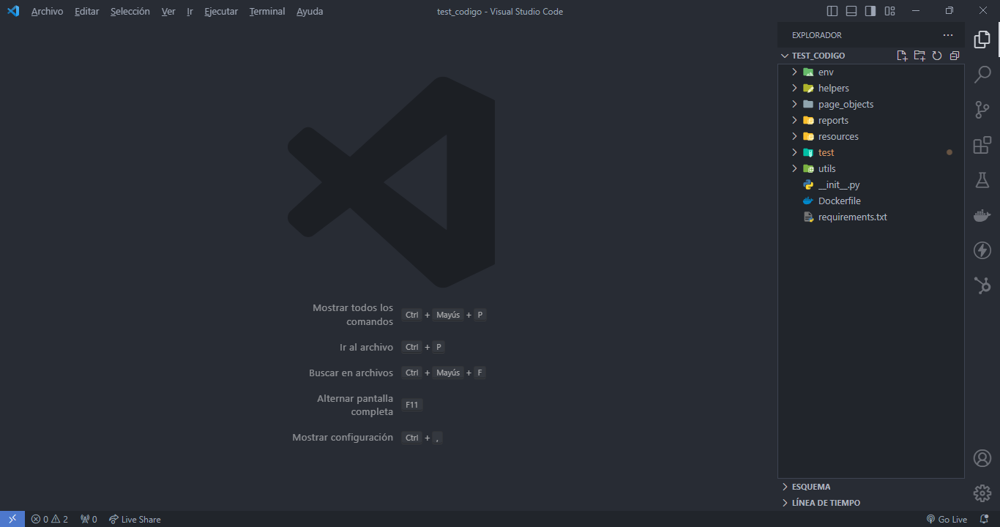 Archivo Editar Selección Ver Ir Ejecutar Terminal Ayuda test_codigo - Visual Studio Code
EXPLORADOR
TEST_CODIGO
env
helpers
page_objects
reports
resources
test
utils
__init__.py
Dockerfile
requirements.txt
Mostrar todos los
comandos Ctrl + Mayús + P
Ir al archivo Ctrl + P
Buscar en archivos Ctrl + Mayús + F
Alternar pantalla
completa F11
Mostrar configuración Ctrl + ,
ESQUEMA
LÍNEA DE TIEMPO
0 2 0 Live Share Go Live